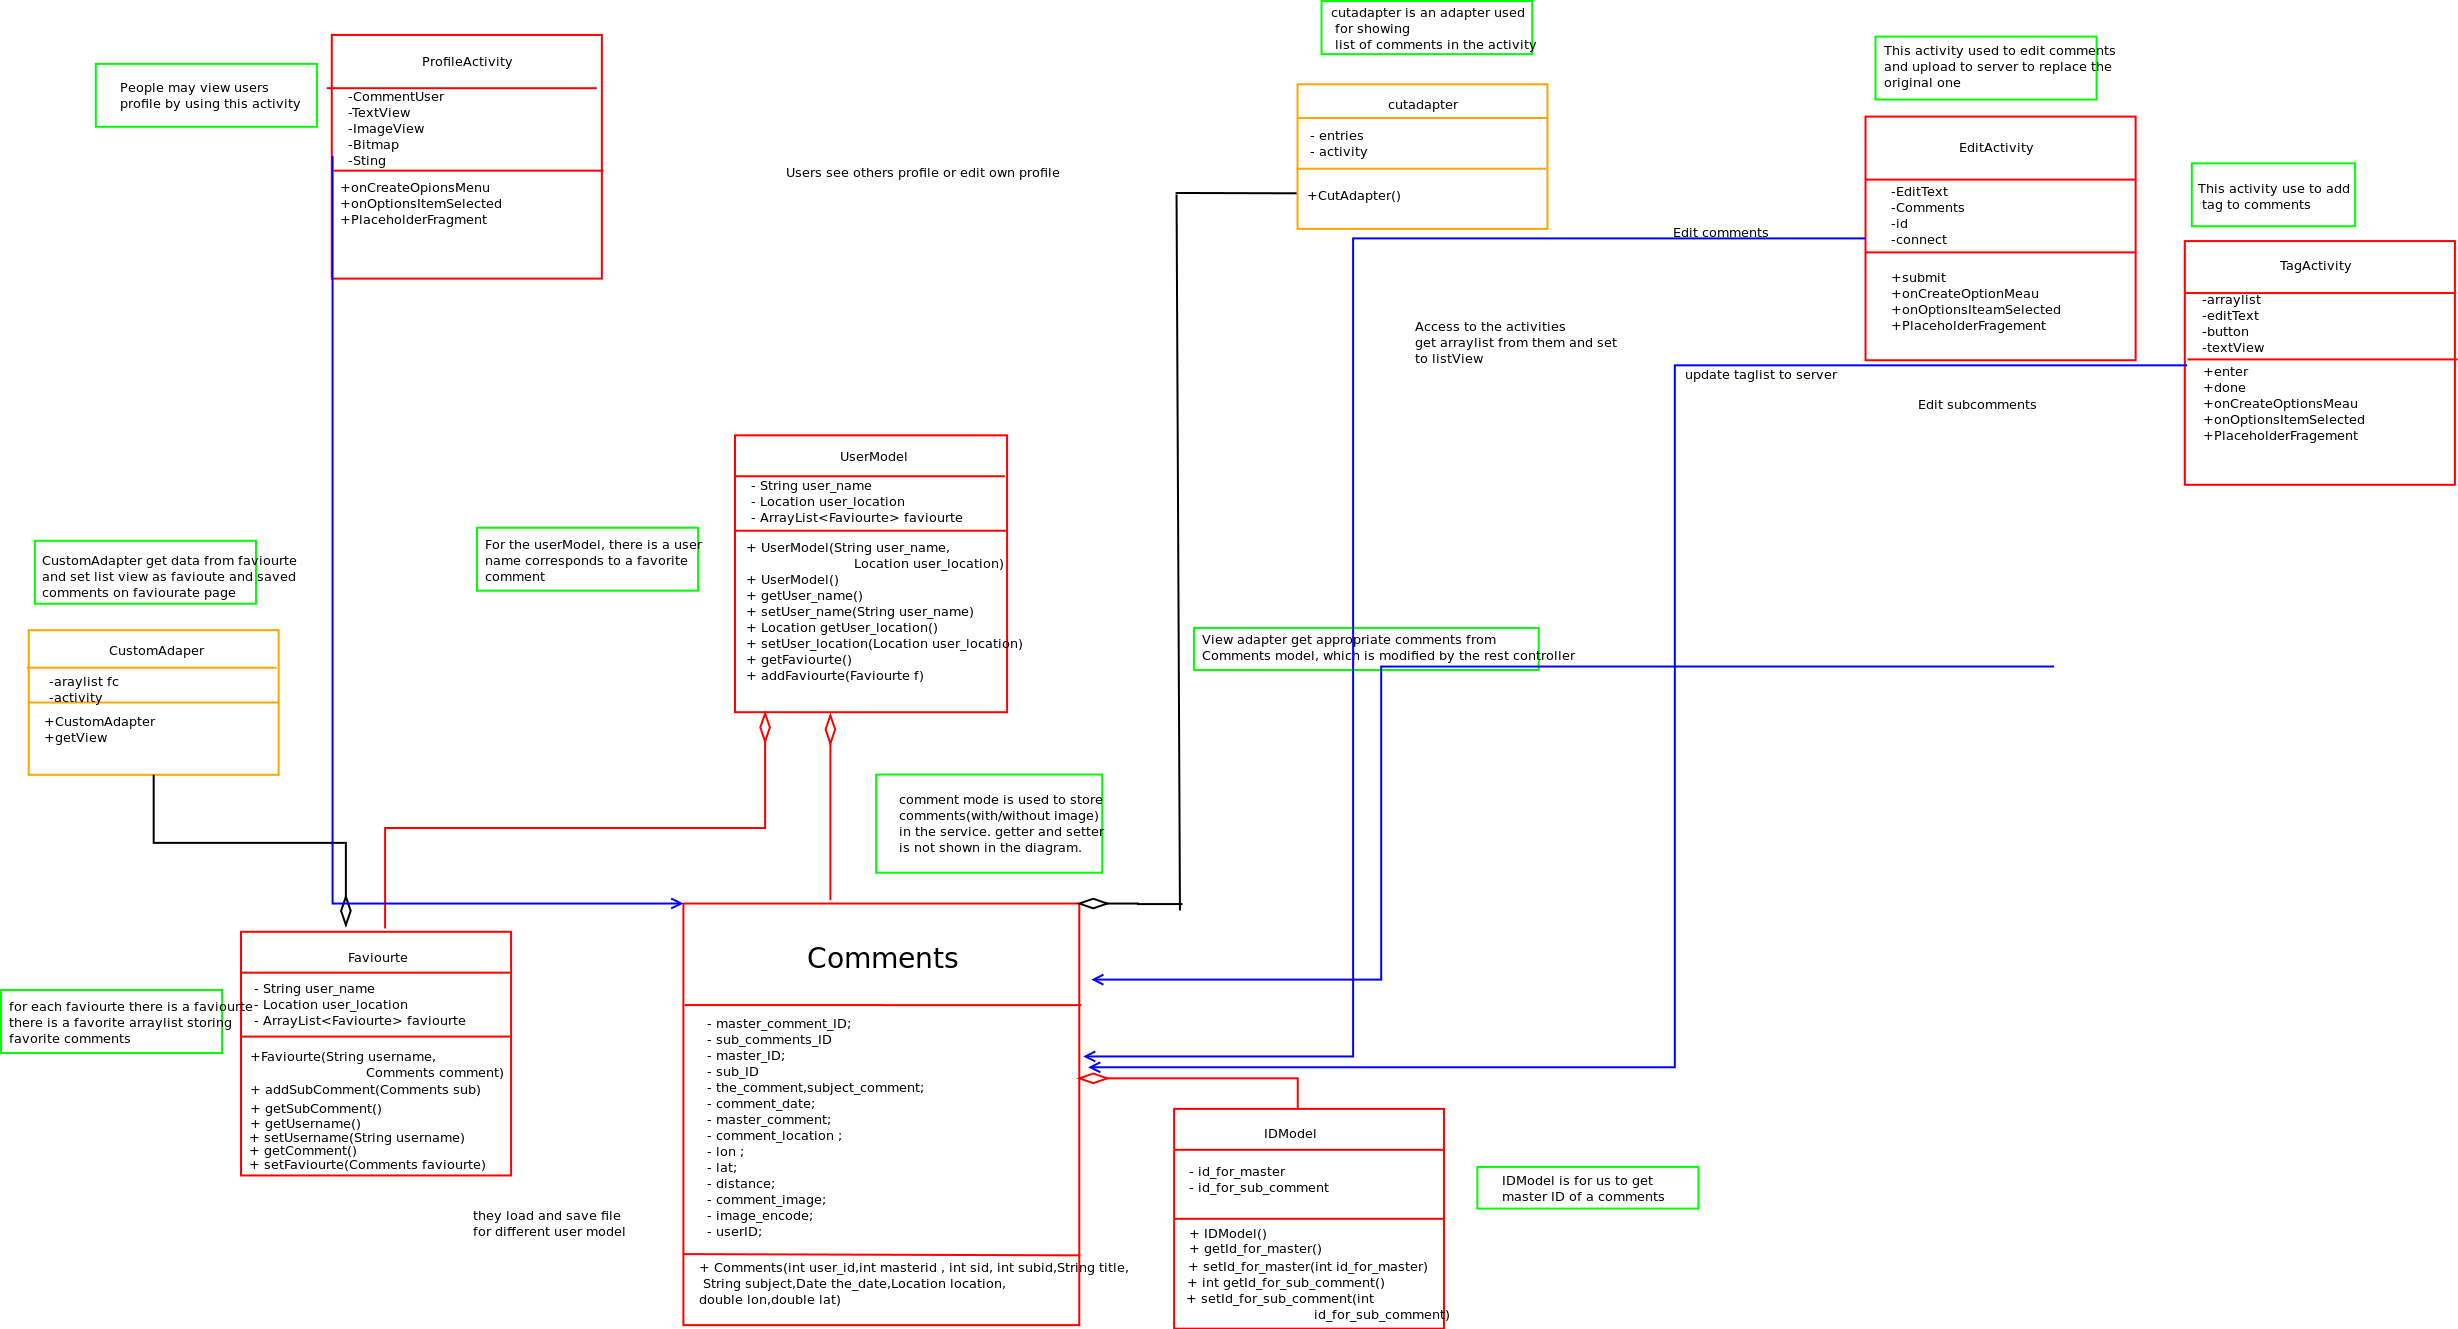 cutadapter is an adapter used
for showing
list of comments in the activity
People may view users
profile by using this activity
ProfileActivity
-CommentUser
-TextView
-ImageView
-Bitmap
-Sting
+onCreateOpionsMenu
+onOptionsItemSelected
+PlaceholderFragment
Users see others profile or edit own profile
cutadapter
- entries
- activity
+CutAdapter()
This activity used to edit comments
and upload to server to replace the
original one
EditActivity
-EditText
-Comments
-id
-connect
+submit
+onCreateOptionMeau
+onOptionsIteamSelected
+PlaceholderFragement
This activity use to add
tag to comments
TagActivity
-arraylist
-editText
-button
-textView
+enter
+done
+onCreateOptionsMeau
+onOptionsItemSelected
+PlaceholderFragement
Edit comments
Access to the activities
get arraylist from them and set
to listView
update taglist to server
Edit subcomments
UserModel
- String user_name
- Location user_location
- ArrayList<Faviourte> faviourte
+ UserModel(String user_name,
Location user_location)
+ UserModel()
+ getUser_name()
+ setUser_name(String user_name)
+ Location getUser_location()
+ setUser_location(Location user_location)
+ getFaviourte()
+ addFaviourte(Faviourte f)
For the userModel, there is a user
name corresponds to a favorite
comment
CustomAdapter get data from faviourte
and set list view as favioute and saved
comments on faviourate page
CustomAdaper
-araylist fc
-activity
+CustomAdapter
+getView
View adapter get appropriate comments from
Comments model, which is modified by the rest controller
comment mode is used to store
comments(with/without image)
in the service. getter and setter
is not shown in the diagram.
for each faviourte there is a faviourte
there is a favorite arraylist storing
favorite comments
Faviourte
- String user_name
- Location user_location
- ArrayList<Faviourte> faviourte
+Faviourte(String username,
Comments comment)
+ addSubComment(Comments sub)
+ getSubComment()
+ getUsername()
+ setUsername(String username)
+ getComment()
+ setFaviourte(Comments faviourte)
they load and save file
for different user model
Comments
- master_comment_ID;
- sub_comments_ID
- master_ID;
- sub_ID
- the_comment,subject_comment;
- comment_date;
- master_comment;
- comment_location ;
- lon ;
- lat;
- distance;
- comment_image;
- image_encode;
- userID;
+ Comments(int user_id,int masterid , int sid, int subid,String title,
String subject,Date the_date,Location location,
double lon,double lat)
IDModel
- id_for_master
- id_for_sub_comment
+ IDModel()
+ getId_for_master()
+ setId_for_master(int id_for_master)
+ int getId_for_sub_comment()
+ setId_for_sub_comment(int
id_for_sub_comment)
IDModel is for us to get
master ID of a comments